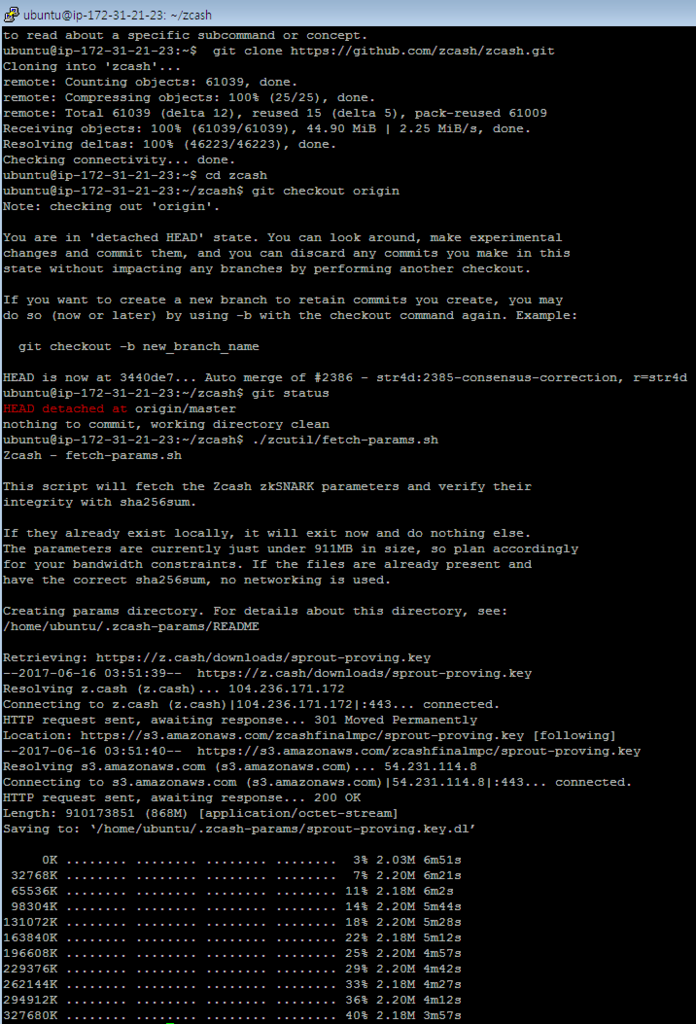 ubuntu@ip-172-31-21-23: ~/zcash
to read about a specific subcommand or concept.
ubuntu@ip-172-31-21-23:~$  git clone https://github.com/zcash/zcash.git
Cloning into 'zcash'...
remote: Counting objects: 61039, done.
remote: Compressing objects: 100% (25/25), done.
remote: Total 61039 (delta 12), reused 15 (delta 5), pack-reused 61009
Receiving objects: 100% (61039/61039), 44.90 MiB | 2.25 MiB/s, done.
Resolving deltas: 100% (46223/46223), done.
Checking connectivity... done.
ubuntu@ip-172-31-21-23:~$ cd zcash
ubuntu@ip-172-31-21-23:~/zcash$ git checkout origin
Note: checking out 'origin'.

You are in 'detached HEAD' state. You can look around, make experimental
changes and commit them, and you can discard any commits you make in this
state without impacting any branches by performing another checkout.

If you want to create a new branch to retain commits you create, you may
do so (now or later) by using -b with the checkout command again. Example:

  git checkout -b new_branch_name

HEAD is now at 3440de7... Auto merge of #2386 - str4d:2385-consensus-correction, r=str4d
ubuntu@ip-172-31-21-23:~/zcash$ git status
HEAD detached at origin/master
nothing to commit, working directory clean
ubuntu@ip-172-31-21-23:~/zcash$ ./zcutil/fetch-params.sh
Zcash - fetch-params.sh

This script will fetch the Zcash zkSNARK parameters and verify their
integrity with sha256sum.

If they already exist locally, it will exit now and do nothing else.
The parameters are currently just under 911MB in size, so plan accordingly
for your bandwidth constraints. If the files are already present and
have the correct sha256sum, no networking is used.

Creating params directory. For details about this directory, see:
/home/ubuntu/.zcash-params/README

Retrieving: https://z.cash/downloads/sprout-proving.key
--2017-06-16 03:51:39--  https://z.cash/downloads/sprout-proving.key
Resolving z.cash (z.cash)... 104.236.171.172
Connecting to z.cash (z.cash)|104.236.171.172|:443... connected.
HTTP request sent, awaiting response... 301 Moved Permanently
Location: https://s3.amazonaws.com/zcashfinalmpc/sprout-proving.key [following]
--2017-06-16 03:51:40--  https://s3.amazonaws.com/zcashfinalmpc/sprout-proving.key
Resolving s3.amazonaws.com (s3.amazonaws.com)... 54.231.114.8
Connecting to s3.amazonaws.com (s3.amazonaws.com)|54.231.114.8|:443... connected.
HTTP request sent, awaiting response... 200 OK
Length: 910173851 (868M) [application/octet-stream]
Saving to: ‘/home/ubuntu/.zcash-params/sprout-proving.key.dl’

     0K ........ ........ ........ ........  3% 2.03M 6m51s
 32768K ........ ........ ........ ........  7% 2.20M 6m21s
 65536K ........ ........ ........ ........ 11% 2.18M 6m2s
 98304K ........ ........ ........ ........ 14% 2.20M 5m44s
131072K ........ ........ ........ ........ 18% 2.20M 5m28s
163840K ........ ........ ........ ........ 22% 2.18M 5m12s
196608K ........ ........ ........ ........ 25% 2.20M 4m57s
229376K ........ ........ ........ ........ 29% 2.20M 4m42s
262144K ........ ........ ........ ........ 33% 2.18M 4m27s
294912K ........ ........ ........ ........ 36% 2.20M 4m12s
327680K ........ ........ ........ ........ 40% 2.18M 3m57s